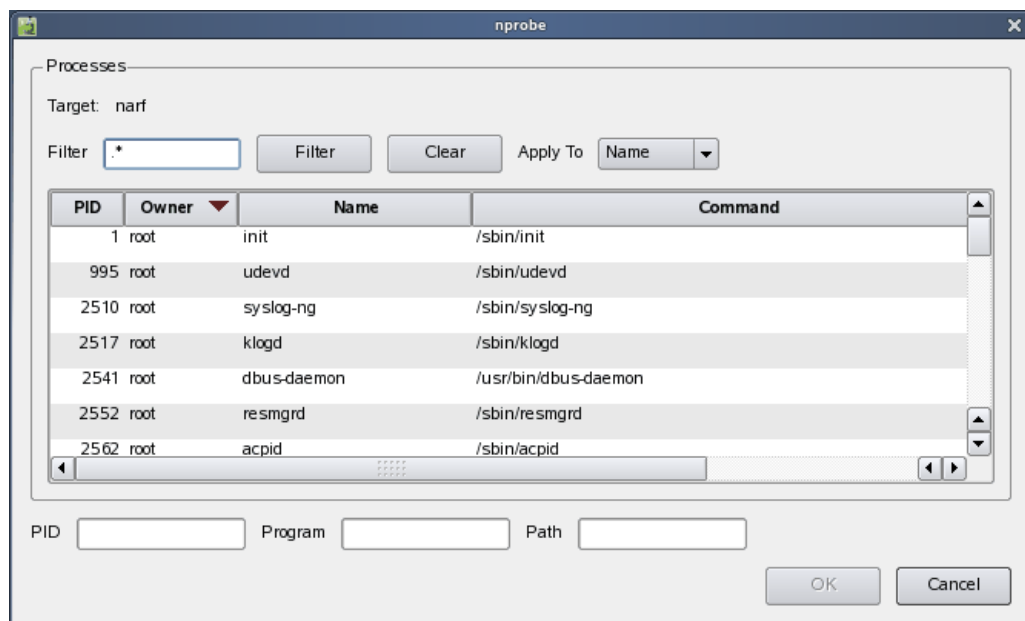 nprobe
Processes
Target: narf
Filter .* Filter Clear Apply To Name
PID Owner Name Command
1 root init /sbin/init
995 root udevd /sbin/udevd
2510 root syslog-ng /sbin/syslog-ng
2517 root klogd /sbin/klogd
2541 root dbus-daemon /usr/bin/dbus-daemon
2552 root resmgrd /sbin/resmgrd
2562 root acpid /sbin/acpid
PID Program Path
OK Cancel